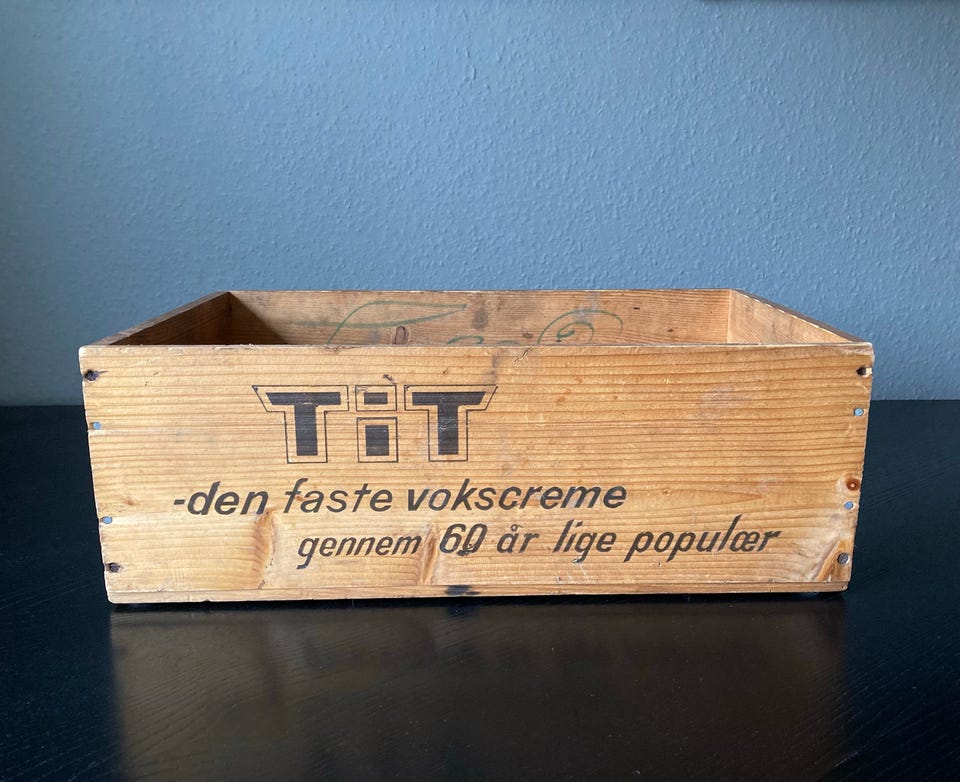 TiT
-den faste vokscreme
gennem 60 år lige populær